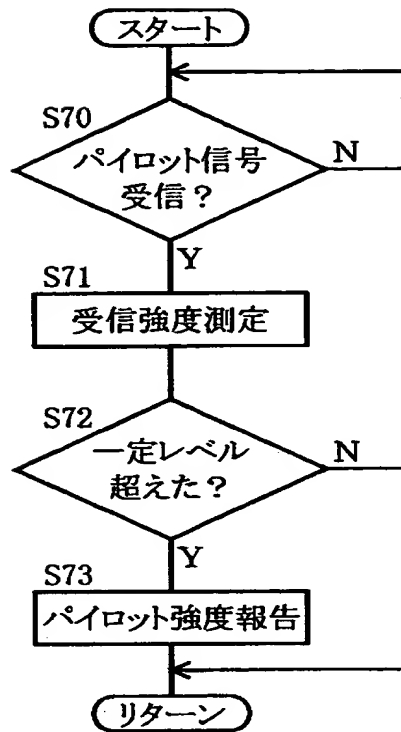 スタート
S70
パイロット信号
受信?
N
Y
S71
受信強度測定
S72
一定レベル
超えた?
N
Y
S73
パイロット強度報告
リターン